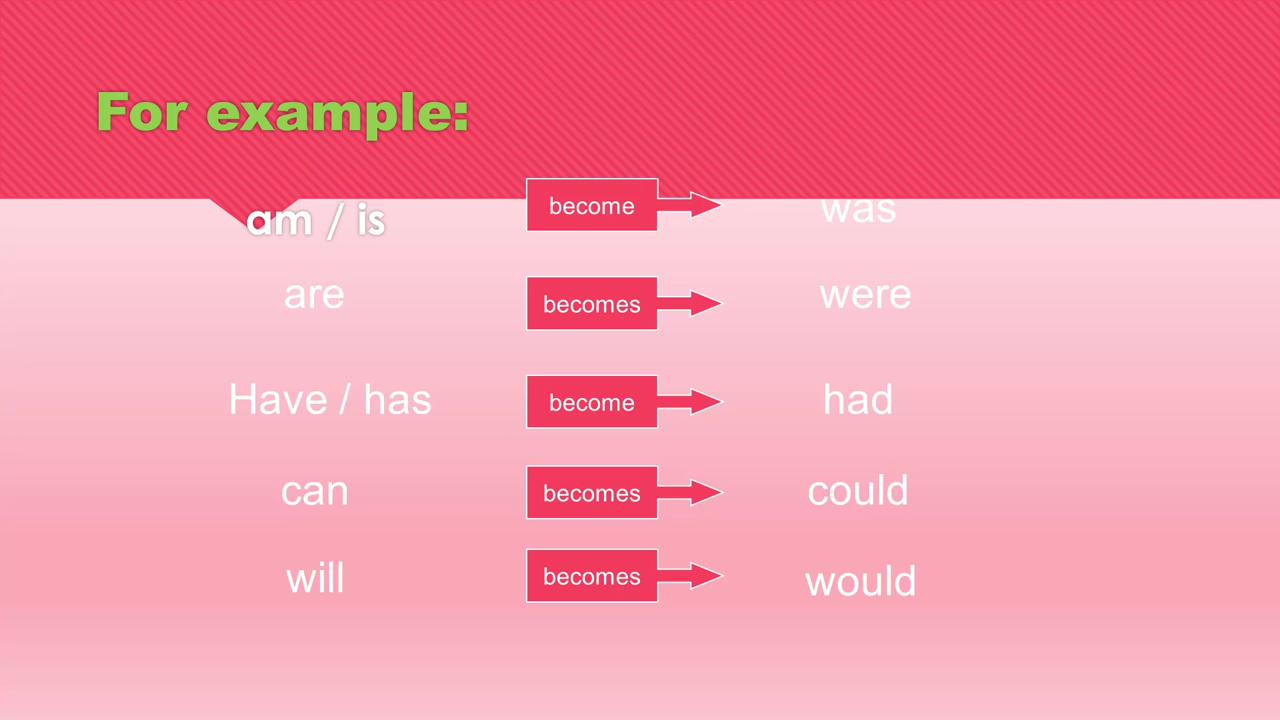 For example:
am / is become was
are becomes were
Have / has become had
can becomes could
will becomes would